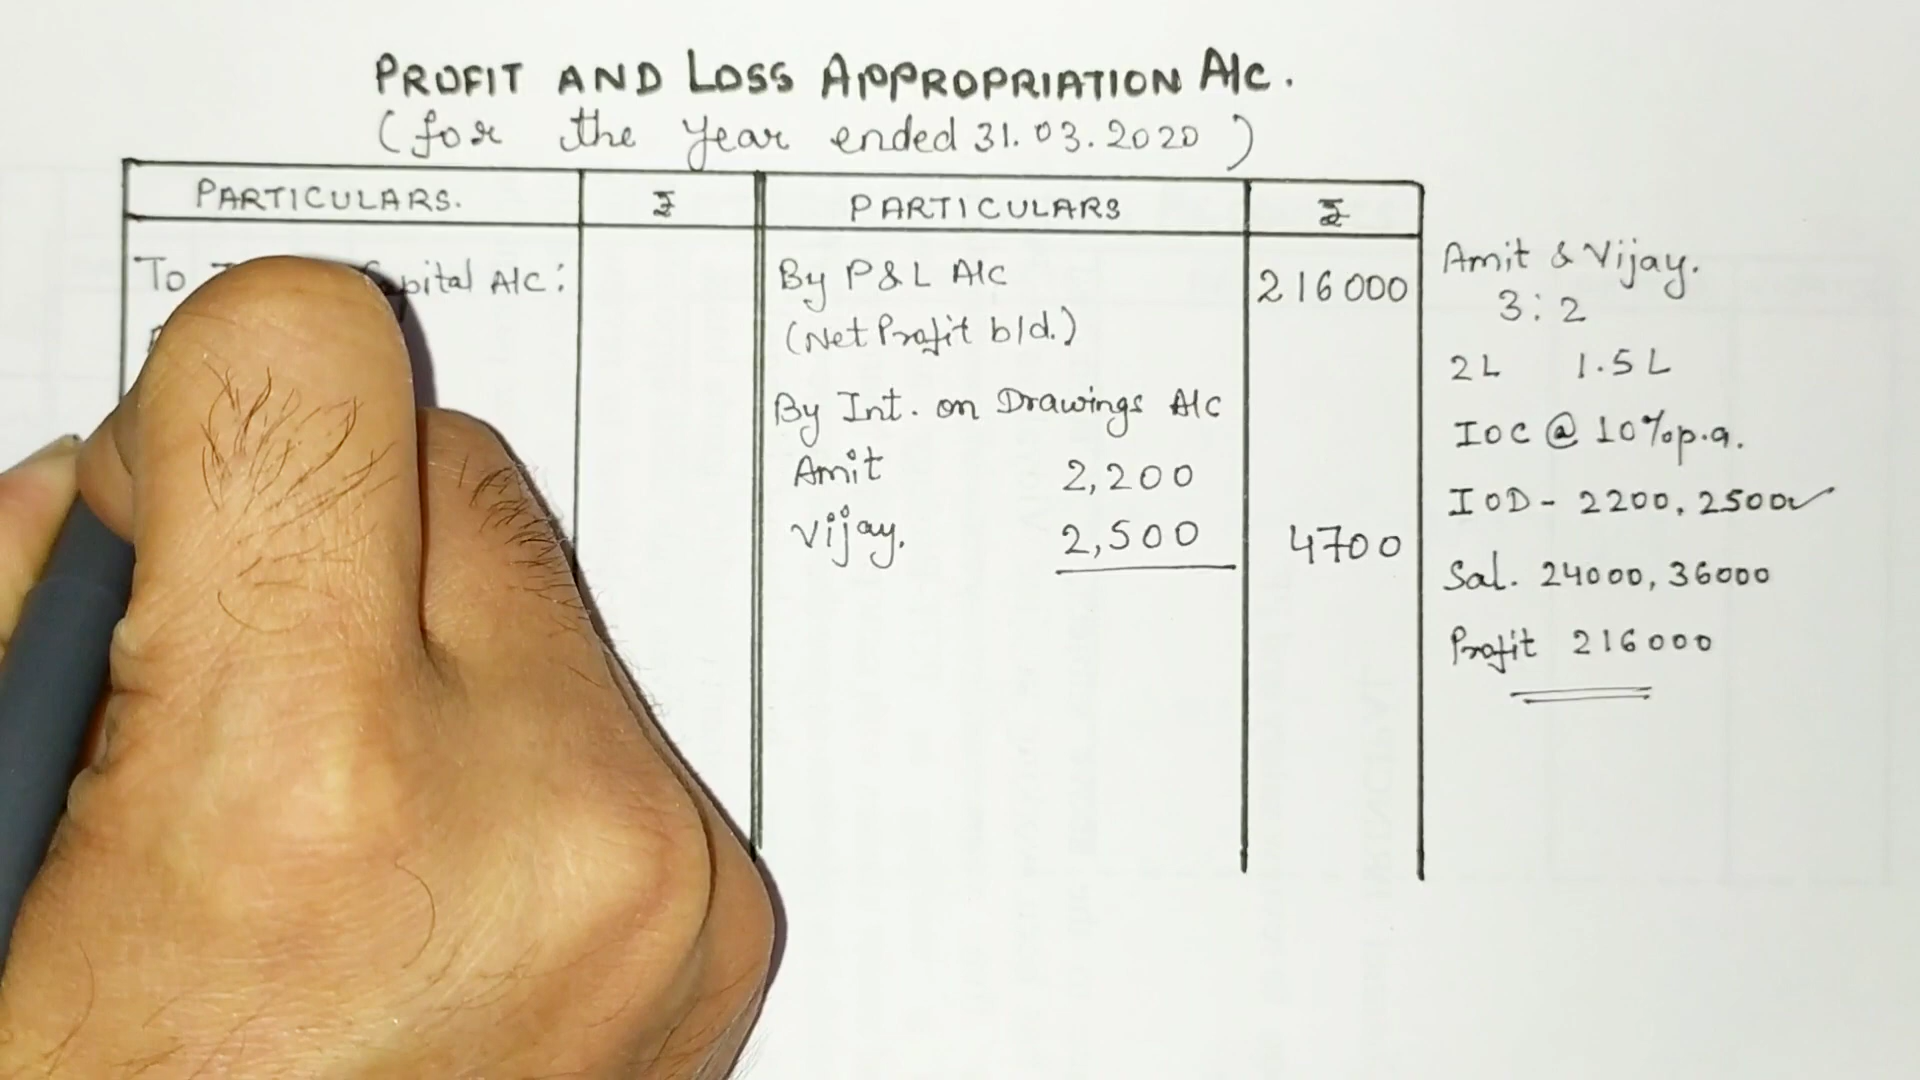 PROFIT AND LOSS APPROPRIATION A/c.
(for the year ended 31.03.2020)
PARTICULARS. ₹ PARTICULARS ₹
To Capital A/c:
By P & L A/c 216000
(Net Profit b/d.)
By Int. on Drawings A/c
Amit 2,200
Vijay. 2,500 4700
Amit & Vijay.
3:2
2L 1.5L
IOC @ 10% p.a.
IOD - 2200, 2500
Sal. 24000, 36000
Profit 216000